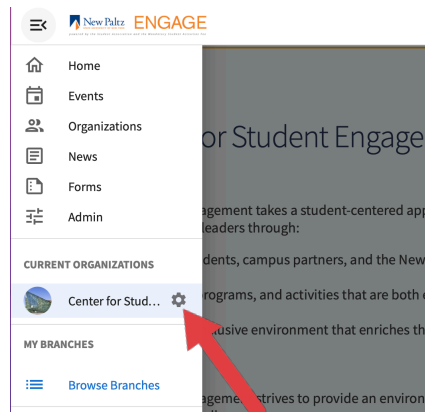 New Paltz ENGAGE
Home
Events
Organizations
or Student Engage
News
Forms
Admin
agement takes a student-centered app
leaders through:
CURRENT ORGANIZATIONS
dents, campus partners, and the New
Center for Stud...
rograms, and activities that are both
usive environment that enriches th
MY BRANCHES
Browse Branches
agement strives to provide an environ